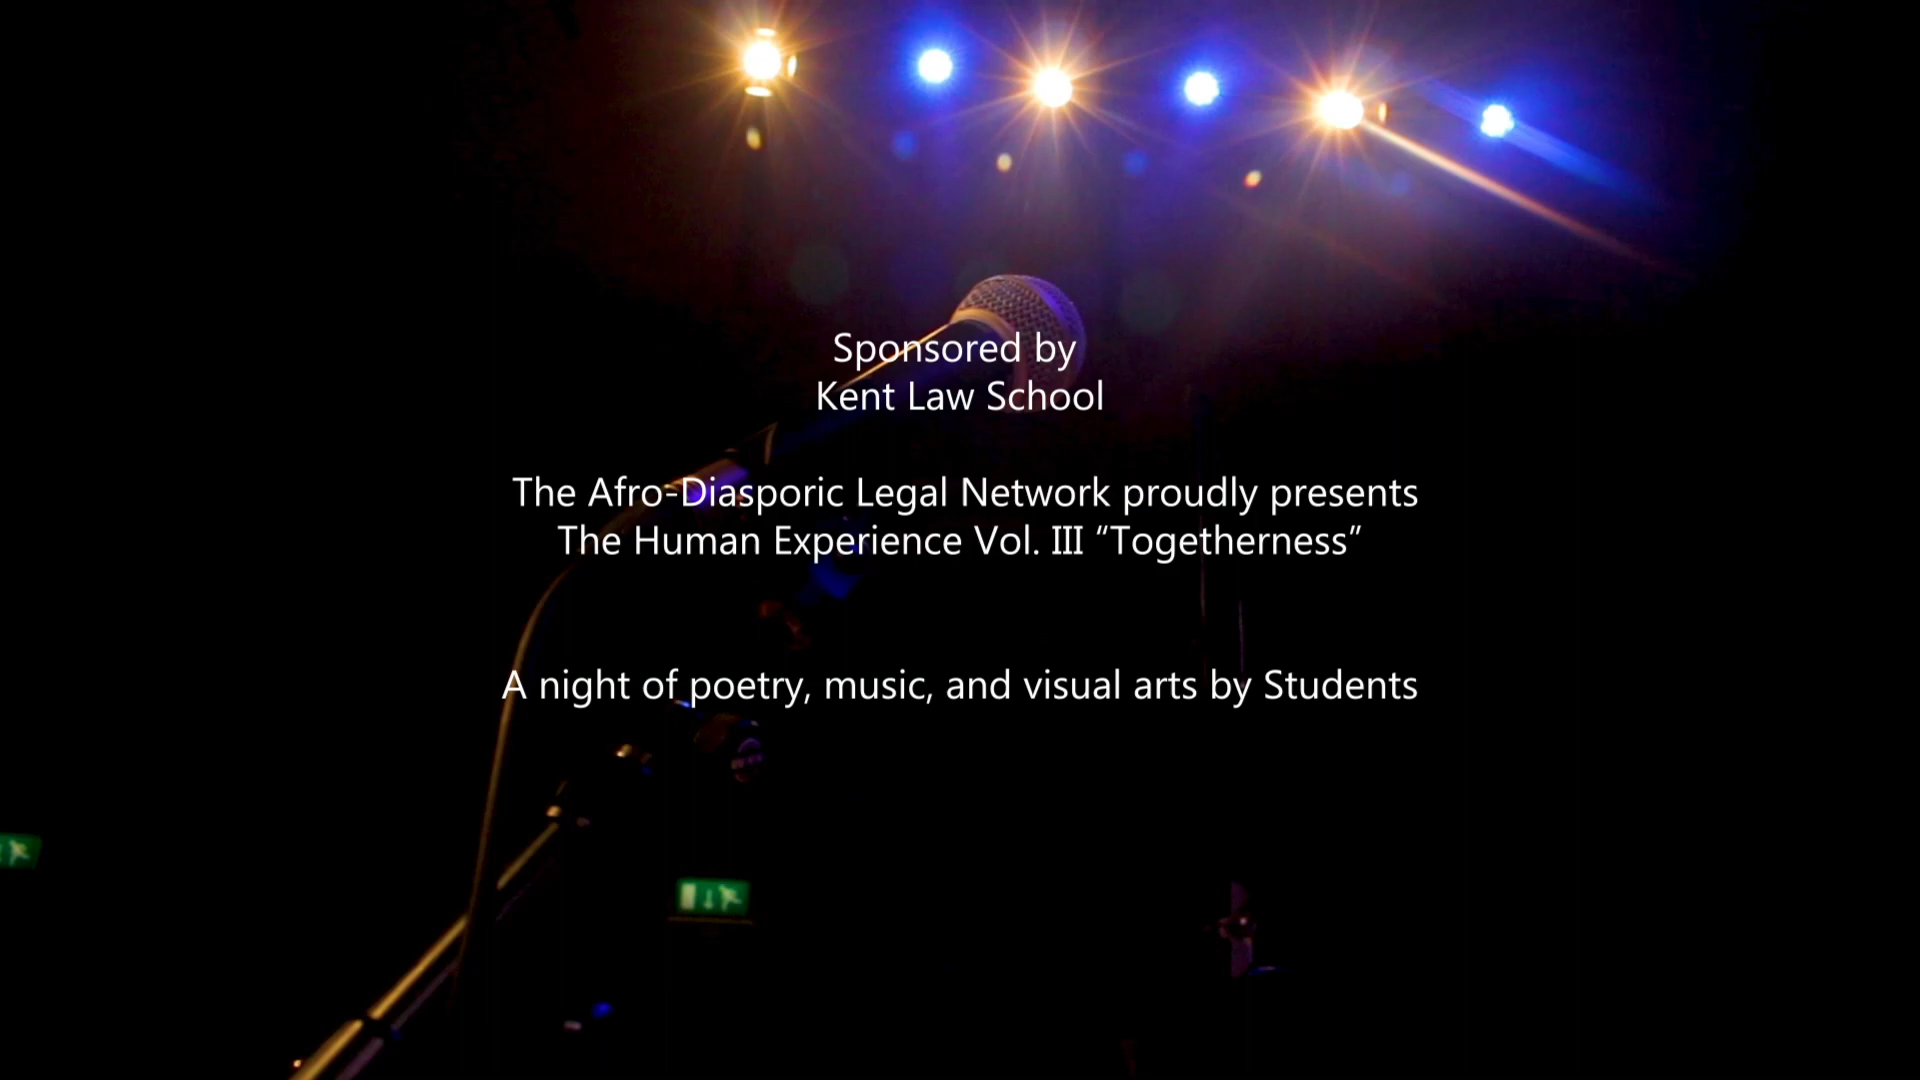 Sponsored by
Kent Law School
The Afro-Diasporic Legal Network proudly presents
The Human Experience Vol. III “Togetherness”
A night of poetry, music, and visual arts by Students